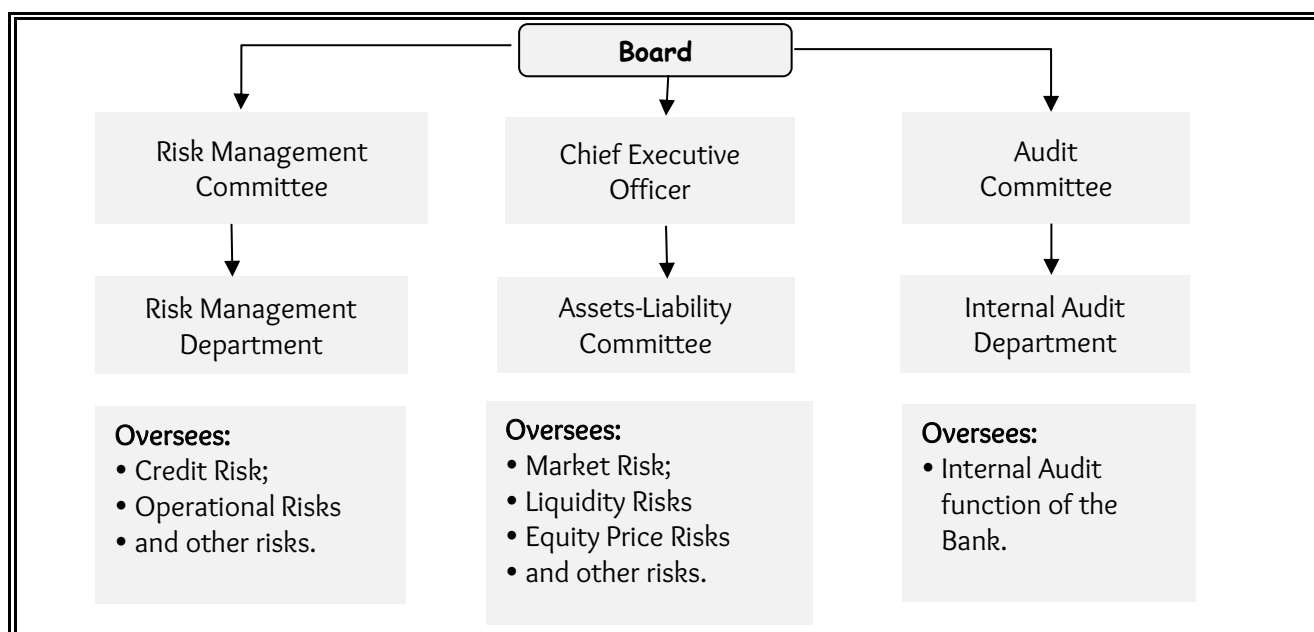 Board
Risk Management
Committee
Chief Executive
Officer
Audit
Committee
Risk Management
Department
Assets-Liability
Committee
Internal Audit
Department
Oversees:
• Credit Risk;
• Operational Risks
• and other risks.
Oversees:
• Market Risk;
• Liquidity Risks
• Equity Price Risks
• and other risks.
Oversees:
• Internal Audit
function of the
Bank.